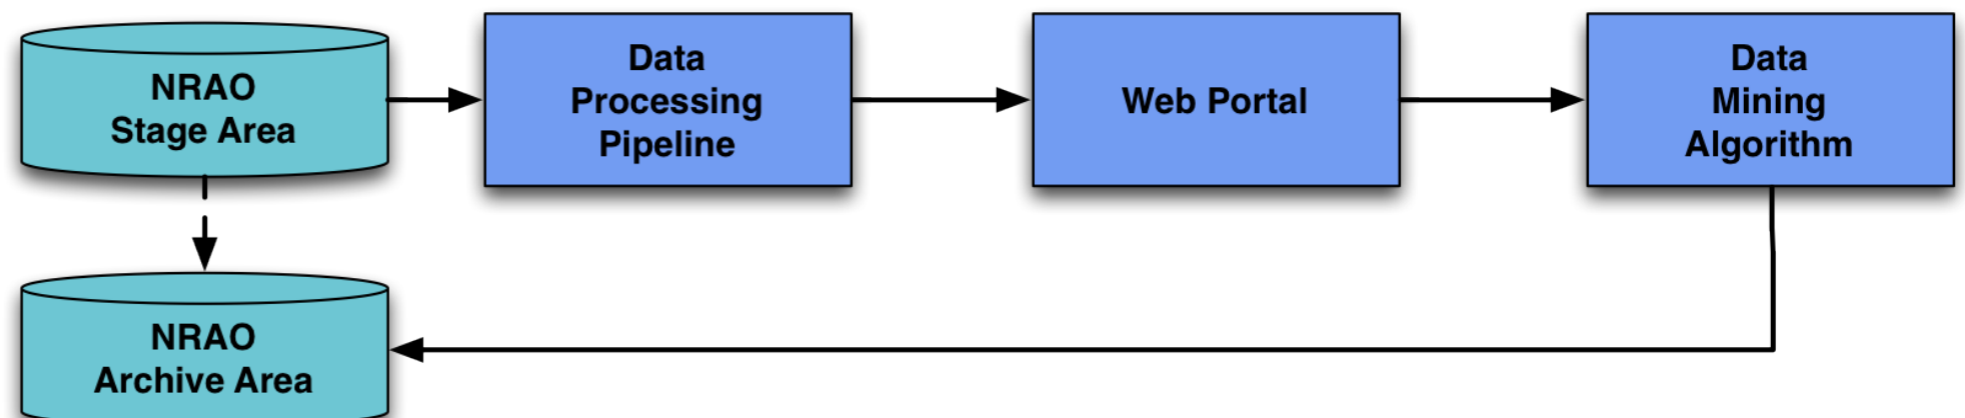 NRAO
Stage Area
Data
Processing
Pipeline
Web Portal
Data
Mining
Algorithm
NRAO
Archive Area